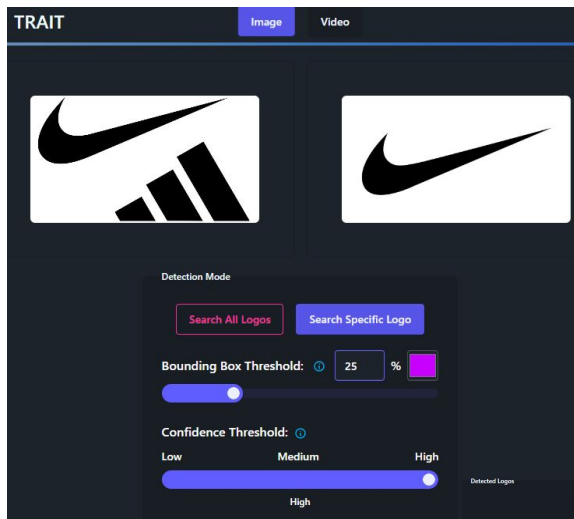 TRAIT
Image Video
Detection Mode
Search All Logos Search Specific Logo
Bounding Box Threshold: 25 %
Confidence Threshold:
Low Medium High
High
Detected Logos